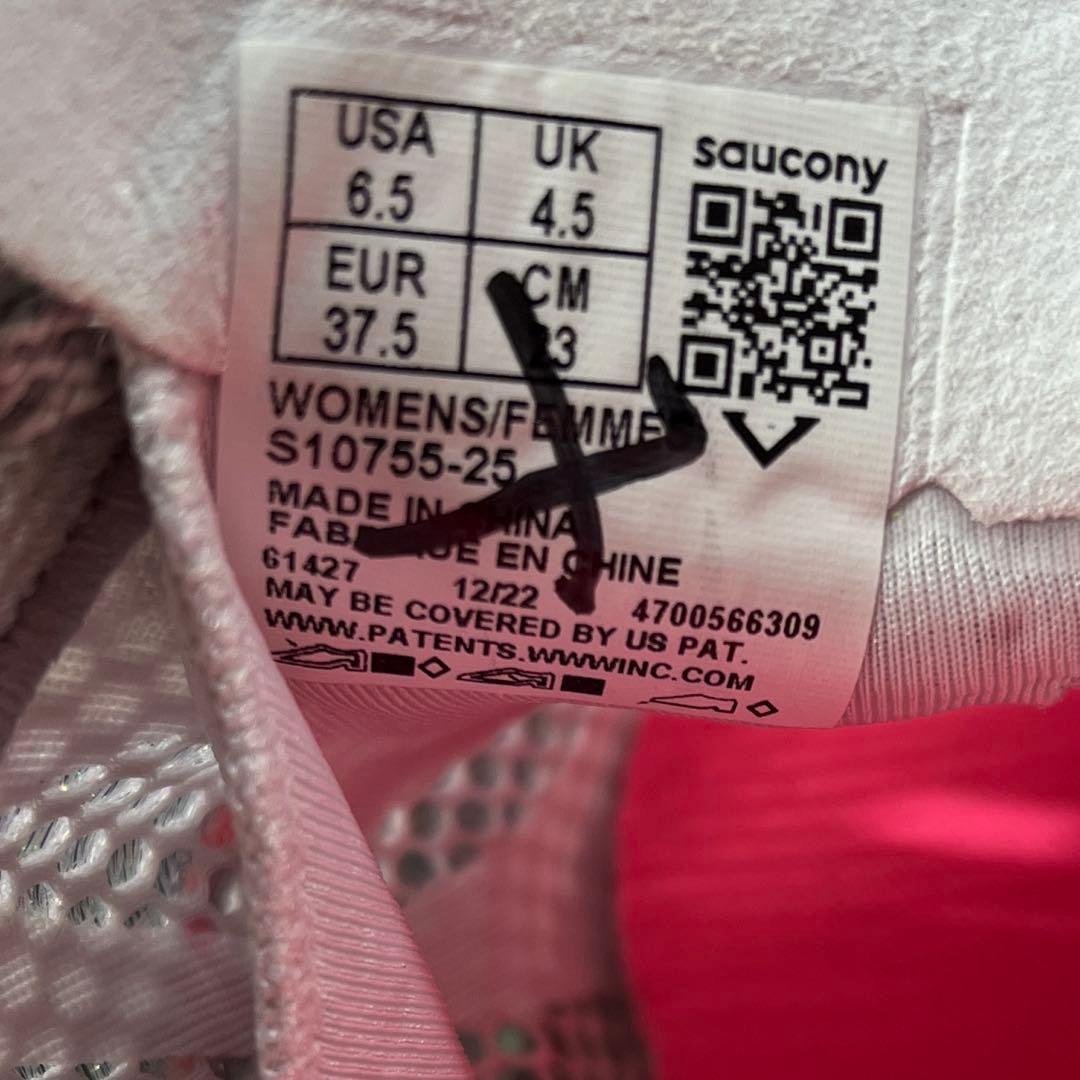 USA UK
6.5 4.5
EUR CM
37.5 23
saucony
WOMENS/FEMMES
S10755-25
MADE IN CHINA
FABRIQUE EN CHINE
61427 12/22 4700566309
MAY BE COVERED BY US PAT.
WWW.PATENTS.WWWINC.COM